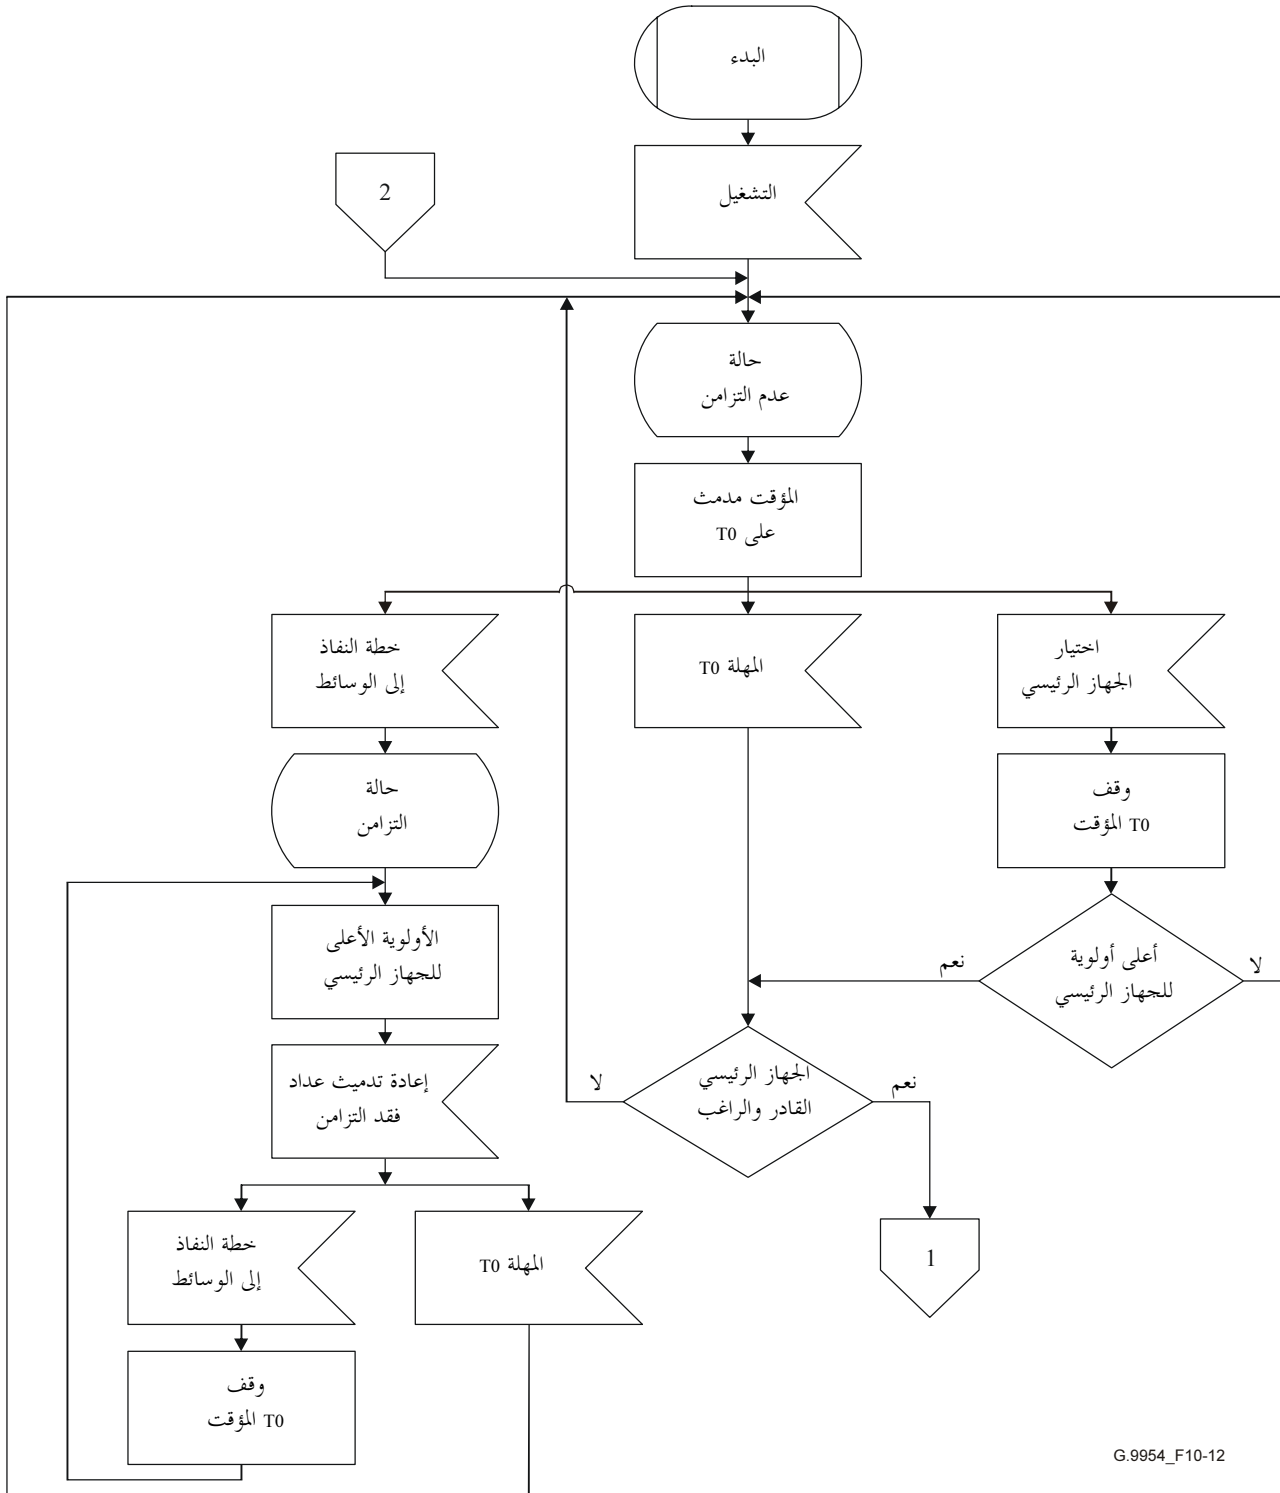 البدء
التشغيل
2
حالة
عدم التزامن
المؤقت مدمث
على T0
خطة النفاذ
إلى الوسائط
المهلة T0
اختيار
الجهاز الرئيسي
حالة
التزامن
وقف
T0 المؤقت
الأولوية الأعلى
للجهاز الرئيسي
نعم
أعلى أولوية
للجهاز الرئيسي
لا
إعادة تدميث عداد
فقد التزامن
لا
الجهاز الرئيسي
القادر والراغب
نعم
خطة النفاذ
إلى الوسائط
المهلة T0
1
وقف
T0 المؤقت
G.9954_F10-12